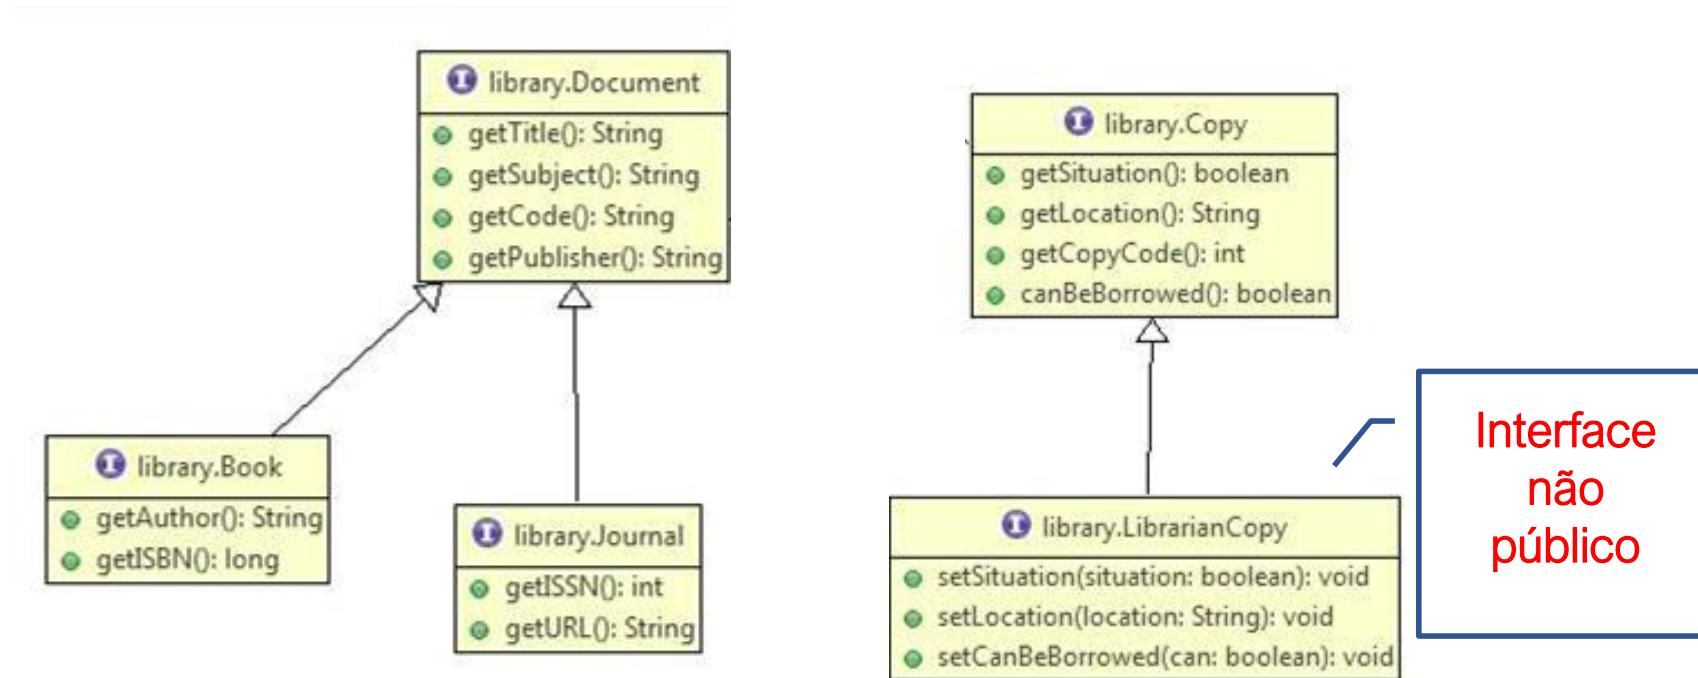 library.Document
getTitle(): String
getSubject(): String
getCode(): String
getPublisher(): String
library.Book
getAuthor(): String
getISBN(): long
library.Journal
getISSN(): int
getURL(): String
library.Copy
getSituation(): boolean
getLocation(): String
getCopyCode(): int
canBeBorrowed(): boolean
library.LibrarianCopy
setSituation(situation: boolean): void
setLocation(location: String): void
setCanBeBorrowed(can: boolean): void
Interface
não
público